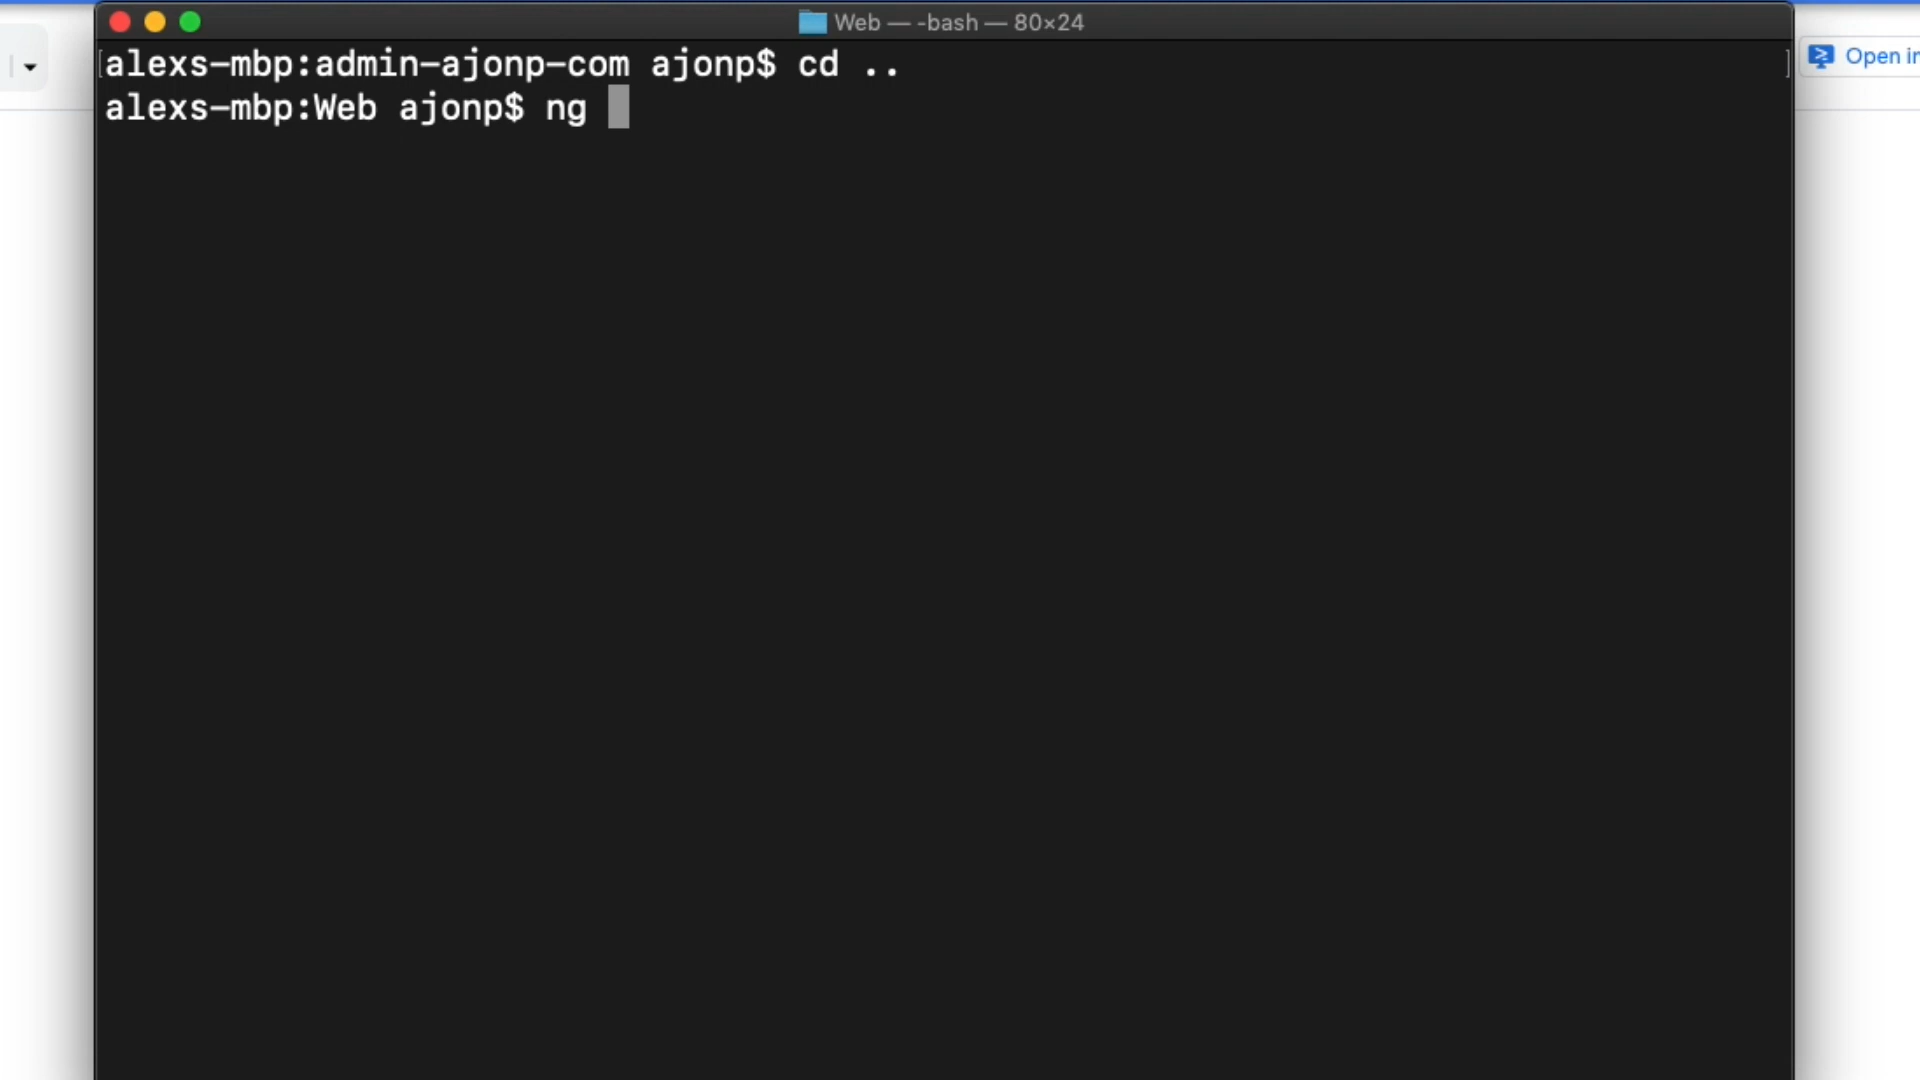 Web — -bash — 80×24
[alexs-mbp:admin-ajonp-com ajonp$ cd .. ]
alexs-mbp:Web ajonp$ ng
Open in